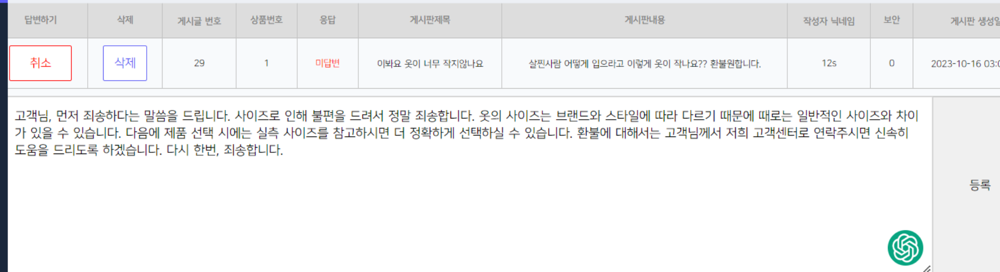 답변하기 삭제 게시글 번호 상품번호 응답 게시판제목 게시판내용 작성자 닉네임 보안 게시판 생성일
취소 삭제 29 1 미답변 이봐요 옷이 너무 작지않나요 살찐사람 어떻게 입으라고 이렇게 옷이 작나요?? 환불원합니다. 12s 0 2023-10-16 03:0
고객님, 먼저 죄송하다는 말씀을 드립니다. 사이즈로 인해 불편을 드려서 정말 죄송합니다. 옷의 사이즈는 브랜드와 스타일에 따라 다르기 때문에 때로는 일반적인 사이즈와 차이
가 있을 수 있습니다. 다음에 제품 선택 시에는 실측 사이즈를 참고하시면 더 정확하게 선택하실 수 있습니다. 환불에 대해서는 고객님께서 저희 고객센터로 연락주시면 신속히
도움을 드리도록 하겠습니다. 다시 한번, 죄송합니다.
등록